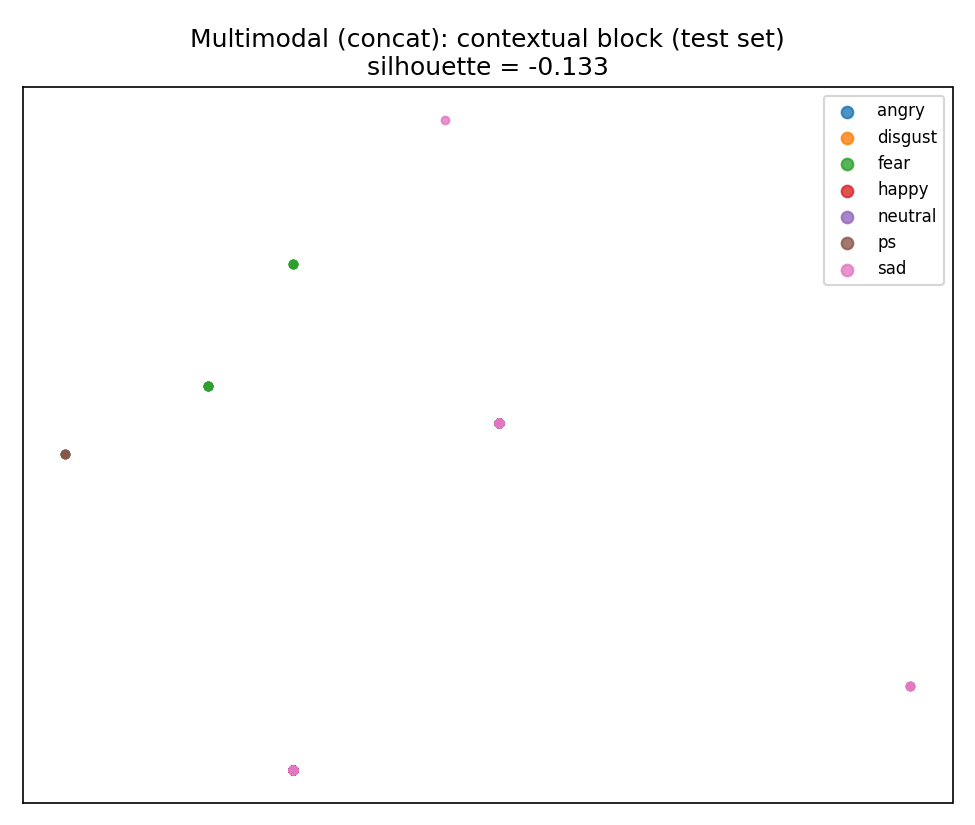 Multimodal (concat): contextual block (test set)
silhouette = -0.133
angry
disgust
fear
happy
neutral
ps
sad